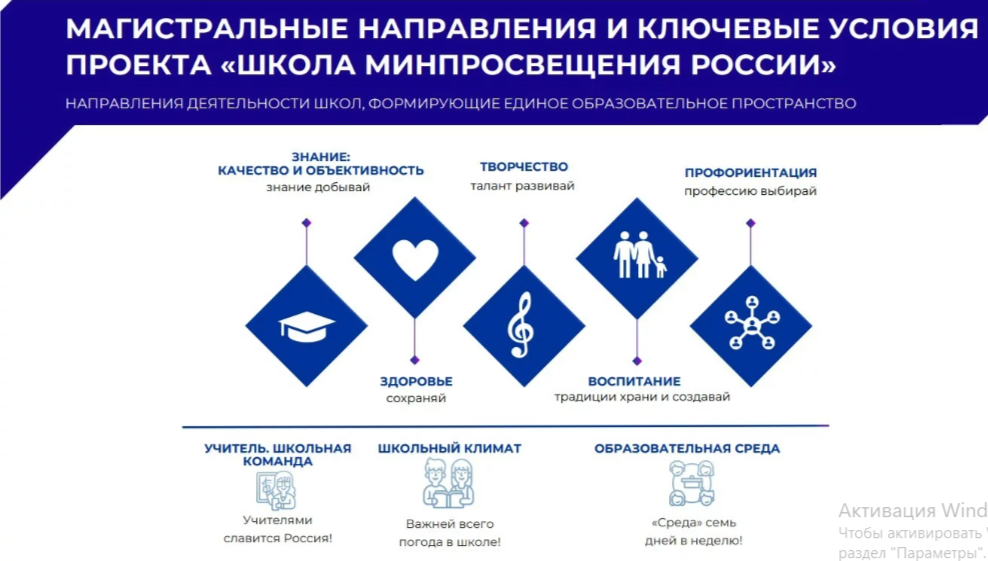 МАГИСТРАЛЬНЫЕ НАПРАВЛЕНИЯ И КЛЮЧЕВЫЕ УСЛОВИЯ
ПРОЕКТА «ШКОЛА МИНПРОСВЕЩЕНИЯ РОССИИ»
НАПРАВЛЕНИЯ ДЕЯТЕЛЬНОСТИ ШКОЛ, ФОРМИРУЮЩИЕ ЕДИНОЕ ОБРАЗОВАТЕЛЬНОЕ ПРОСТРАНСТВО
ЗНАНИЕ:
КАЧЕСТВО И ОБЪЕКТИВНОСТЬ
знание добывай
ТВОРЧЕСТВО
талант развивай
ПРОФОРИЕНТАЦИЯ
профессию выбирай
ЗДОРОВЬЕ
сохраняй
ВОСПИТАНИЕ
традиции храни и создавай
УЧИТЕЛЬ. ШКОЛЬНАЯ
КОМАНДА
Учителями
славится Россия!
ШКОЛЬНЫЙ КЛИМАТ
Важней всего
погода в школе!
ОБРАЗОВАТЕЛЬНАЯ СРЕДА
«Среда» семь
дней в неделю!
Активация Wind
Чтобы активировать
раздел "Параметры".